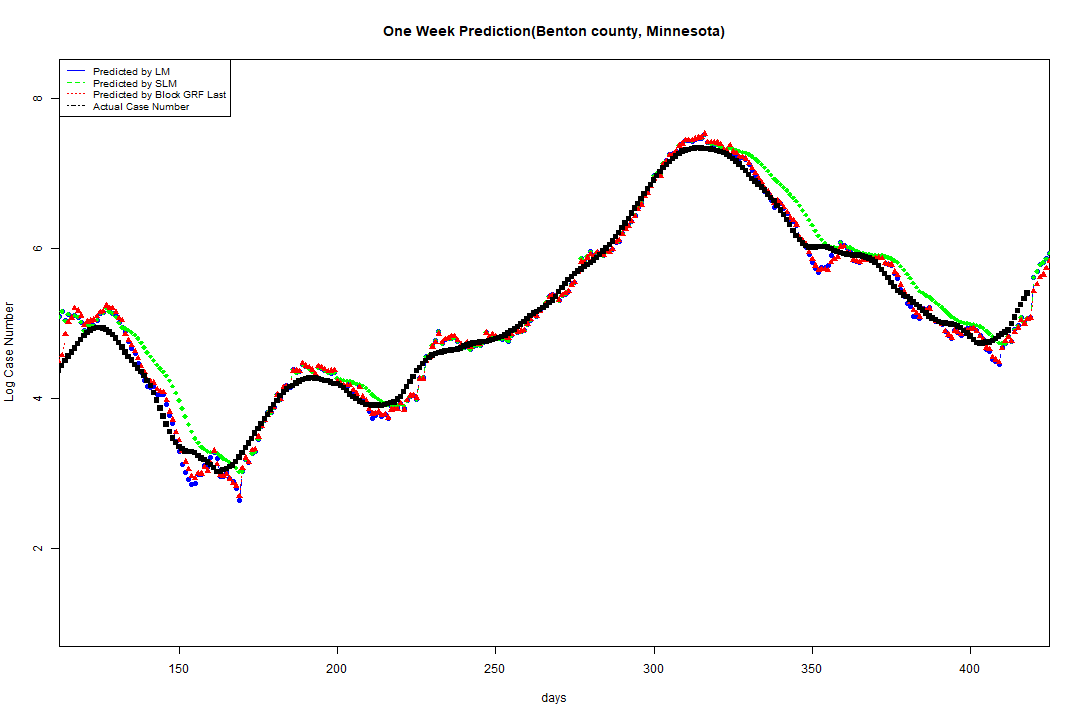 One Week Prediction(Benton county, Minnesota)
Predicted by LM
Predicted by SLM
Predicted by Block GRF Last
Actual Case Number
8
6
4
2
Log Case Number
150 200 250 300 350 400
days